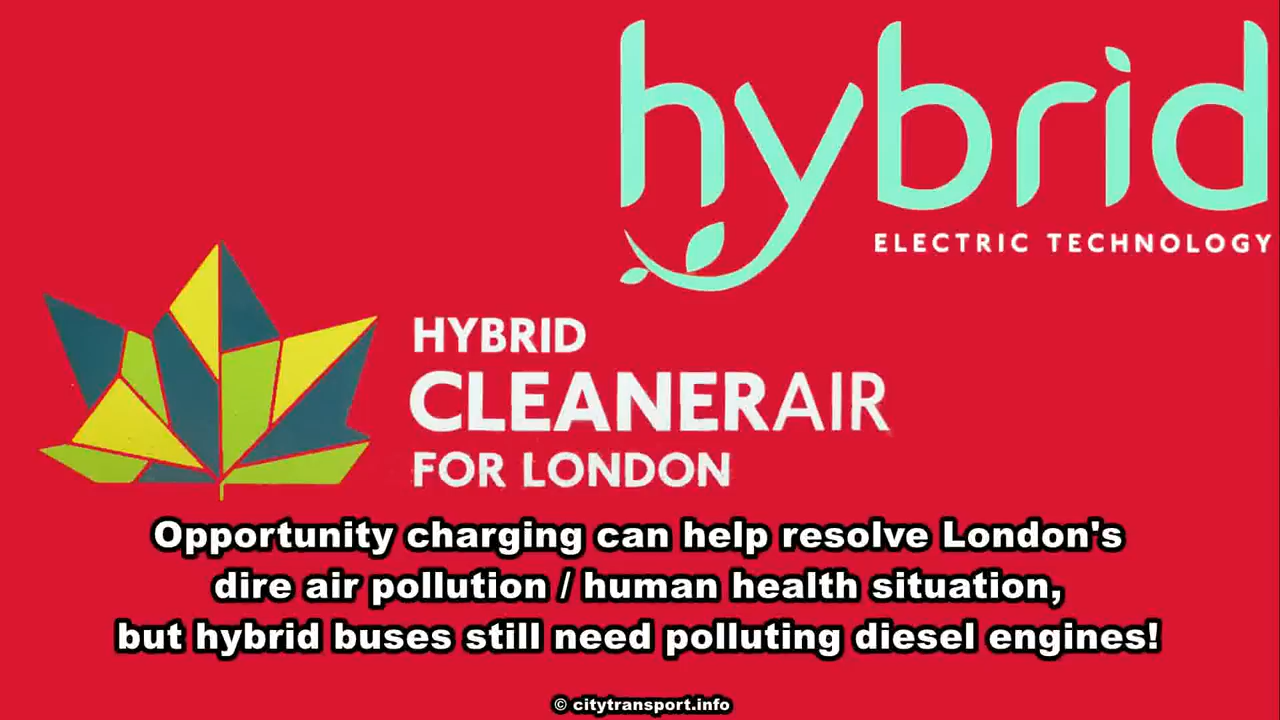 hybrid
ELECTRIC TECHNOLOGY
HYBRID
CLEANERAIR
FOR LONDON
Opportunity charging can help resolve London's
dire air pollution / human health situation,
but hybrid buses still need polluting diesel engines!
© citytransport.info